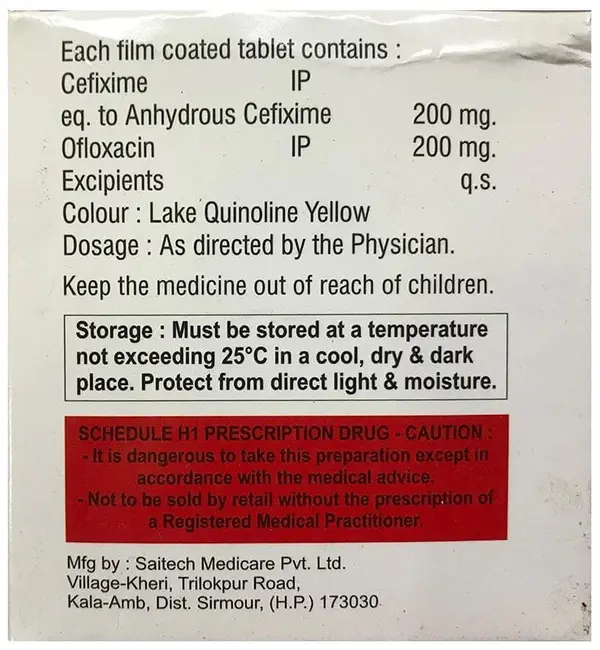 Each film coated tablet contains :
Cefixime IP
eq. to Anhydrous Cefixime 200 mg.
Ofloxacin IP 200 mg.
Excipients q.s.
Colour : Lake Quinoline Yellow
Dosage : As directed by the Physician.
Keep the medicine out of reach of children.
Storage : Must be stored at a temperature
not exceeding 25°C in a cool, dry & dark
place. Protect from direct light & moisture.
SCHEDULE H1 PRESCRIPTION DRUG - CAUTION :
- It is dangerous to take this preparation except in
accordance with the medical advice.
- Not to be sold by retail without the prescription of
a Registered Medical Practitioner.
Mfg by : Saitech Medicare Pvt. Ltd.
Village-Kheri, Trilokpur Road,
Kala-Amb, Dist. Sirmour, (H.P.) 173030